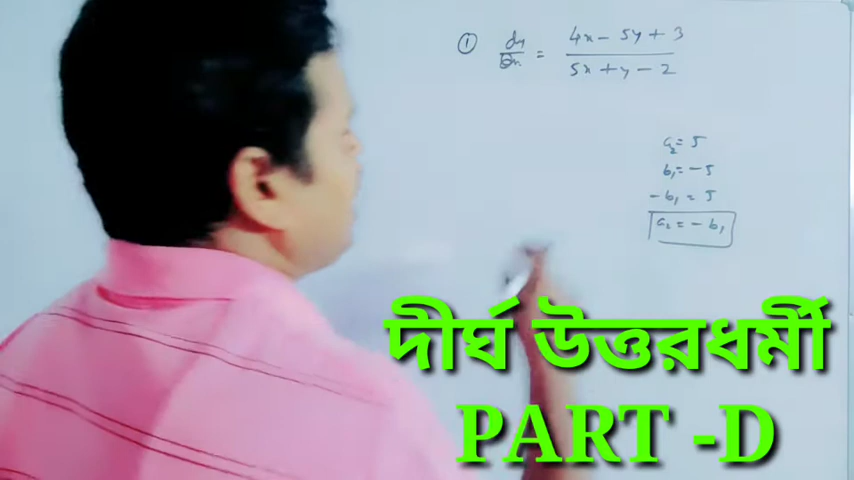 ① dy/dx = 4x - 5y + 3 / 5x + y - 2
a₂ = 5
b₁ = - 5
- b₁ = 5
a₂ = - b₁
দীর্ঘ উত্তরধর্মী
PART -D